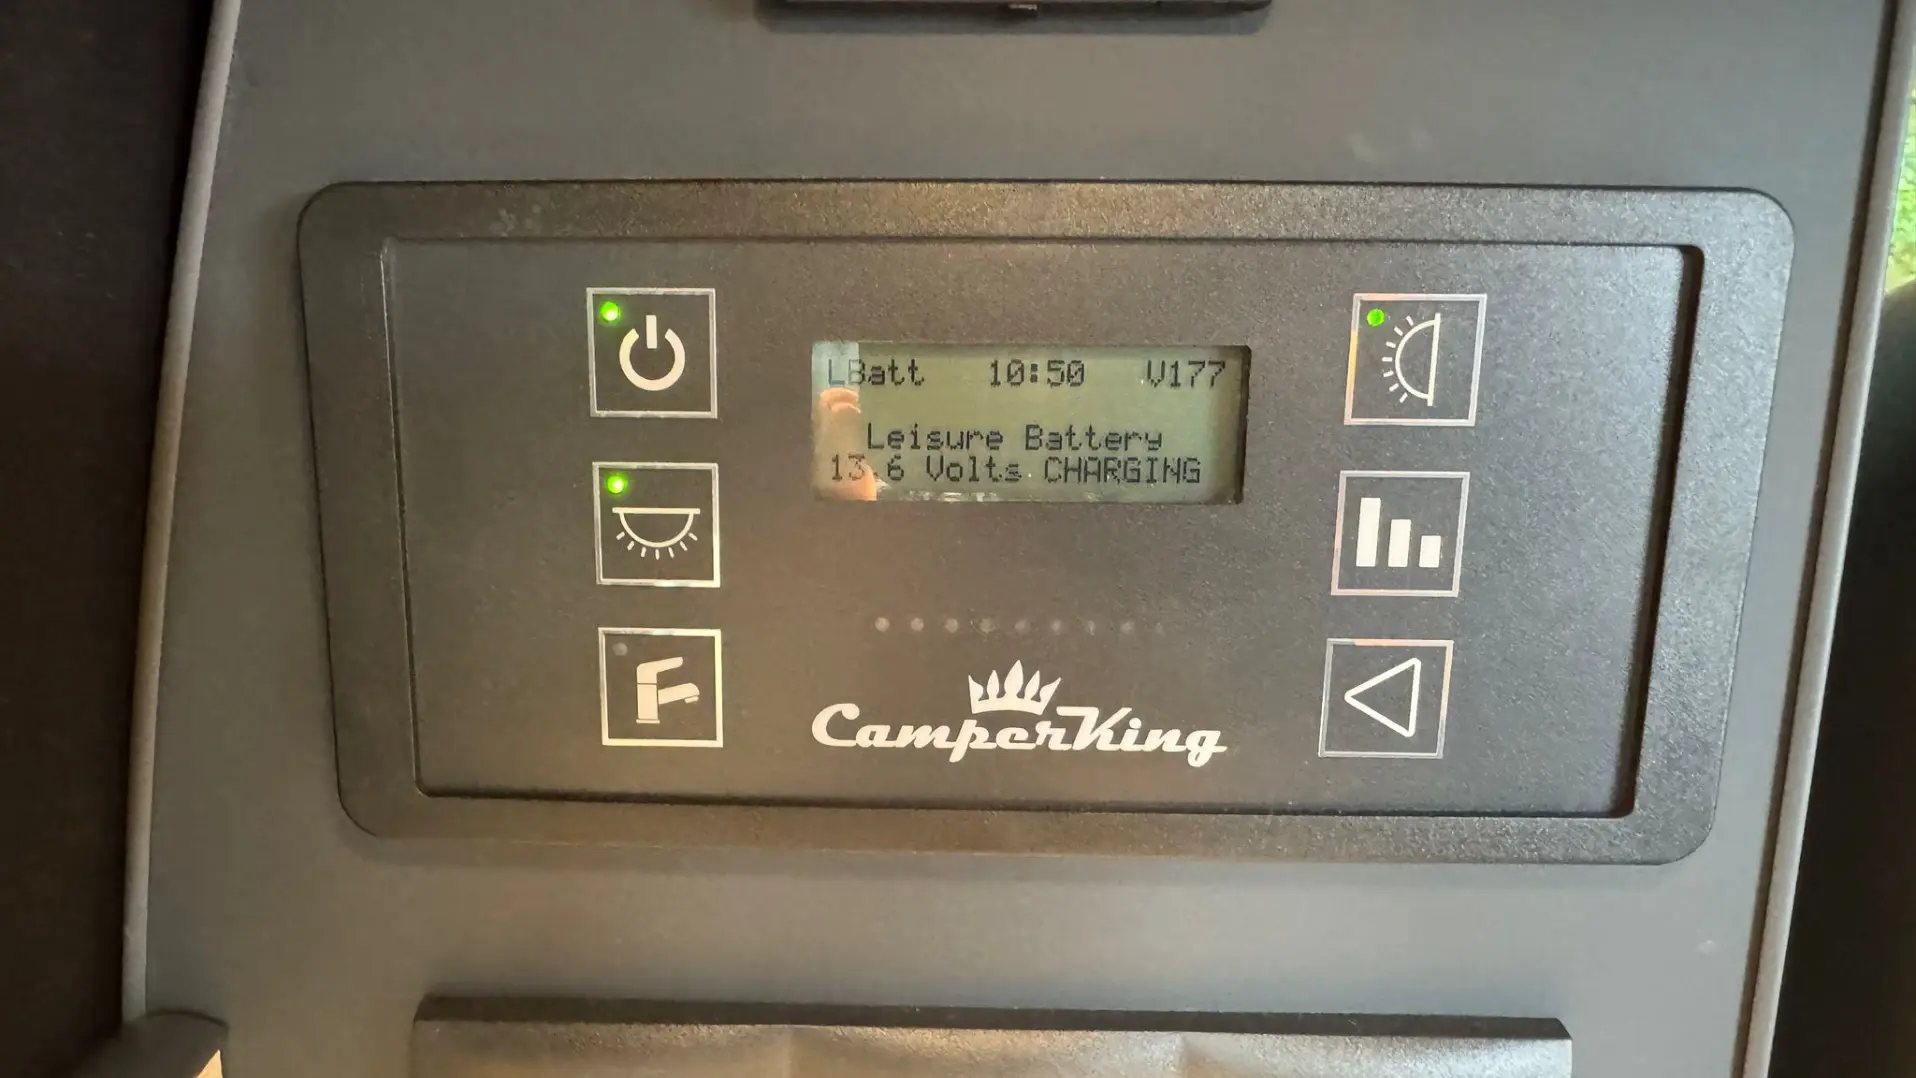 LBatt 10:50 V177
Leisure Battery
13.6 Volts CHARGING
CamperKing